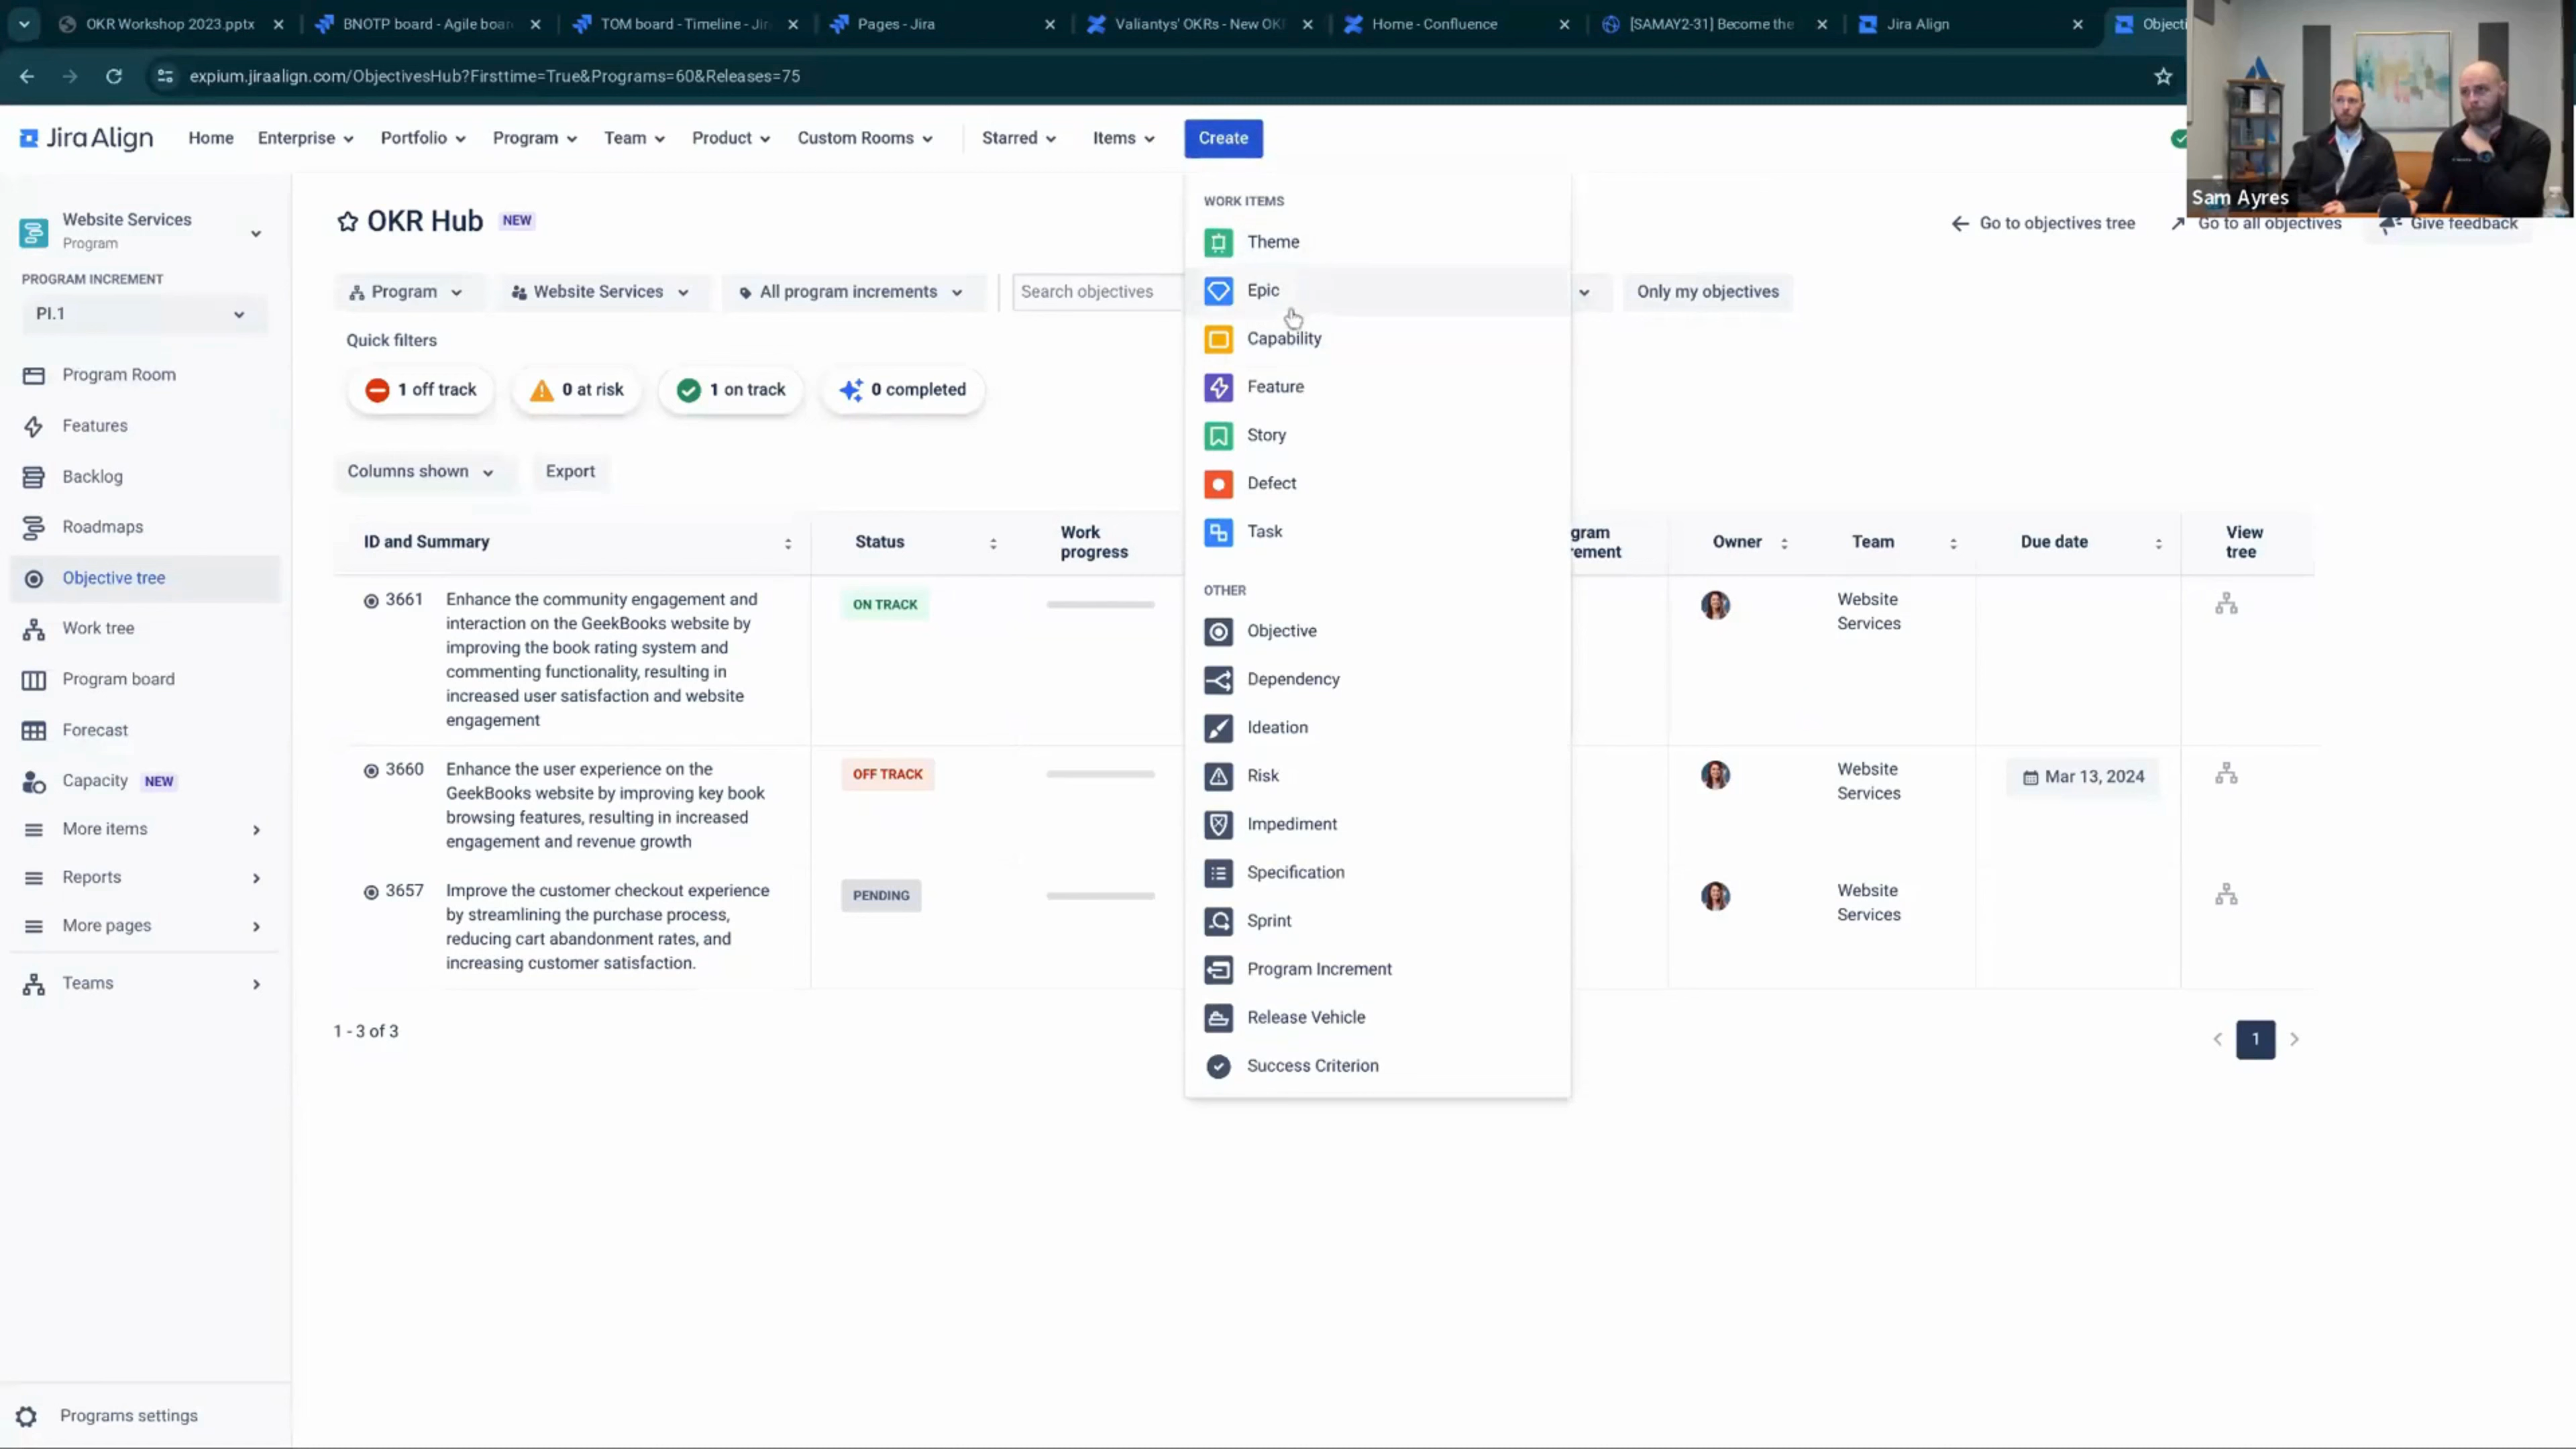 OKR Workshop 2023.pptx
BNOTP board - Agile boar
TOM board - Timeline - Jir
Pages - Jira
Valiantys' OKRs - New OK
Home - Confluence
[SAMAY2-31] Become the
Jira Align
Objecti
expium.jiraalign.com/ObjectivesHub?Firsttime=True&Programs=60&Releases=75
Jira Align
Home
Enterprise
Portfolio
Program
Team
Product
Custom Rooms
Starred
Items
Create
Sam Ayres
Website Services
Program
PROGRAM INCREMENT
PI.1
Program Room
Features
Backlog
Roadmaps
Objective tree
Work tree
Program board
Forecast
Capacity NEW
More items
Reports
More pages
Teams
Programs settings
OKR Hub NEW
Go to objectives tree
Go to all objectives
Give feedback
Program
Website Services
All program increments
Search objectives
Only my objectives
Quick filters
1 off track
0 at risk
1 on track
0 completed
Columns shown
Export
ID and Summary
Status
Work
progress
gram
rement
Owner
Team
Due date
View
tree
3661
Enhance the community engagement and
interaction on the GeekBooks website by
improving the book rating system and
commenting functionality, resulting in
increased user satisfaction and website
engagement
ON TRACK
Website
Services
3660
Enhance the user experience on the
GeekBooks website by improving key book
browsing features, resulting in increased
engagement and revenue growth
OFF TRACK
Website
Services
Mar 13, 2024
3657
Improve the customer checkout experience
by streamlining the purchase process,
reducing cart abandonment rates, and
increasing customer satisfaction.
PENDING
Website
Services
1 - 3 of 3
1
WORK ITEMS
Theme
Epic
Capability
Feature
Story
Defect
Task
OTHER
Objective
Dependency
Ideation
Risk
Impediment
Specification
Sprint
Program Increment
Release Vehicle
Success Criterion